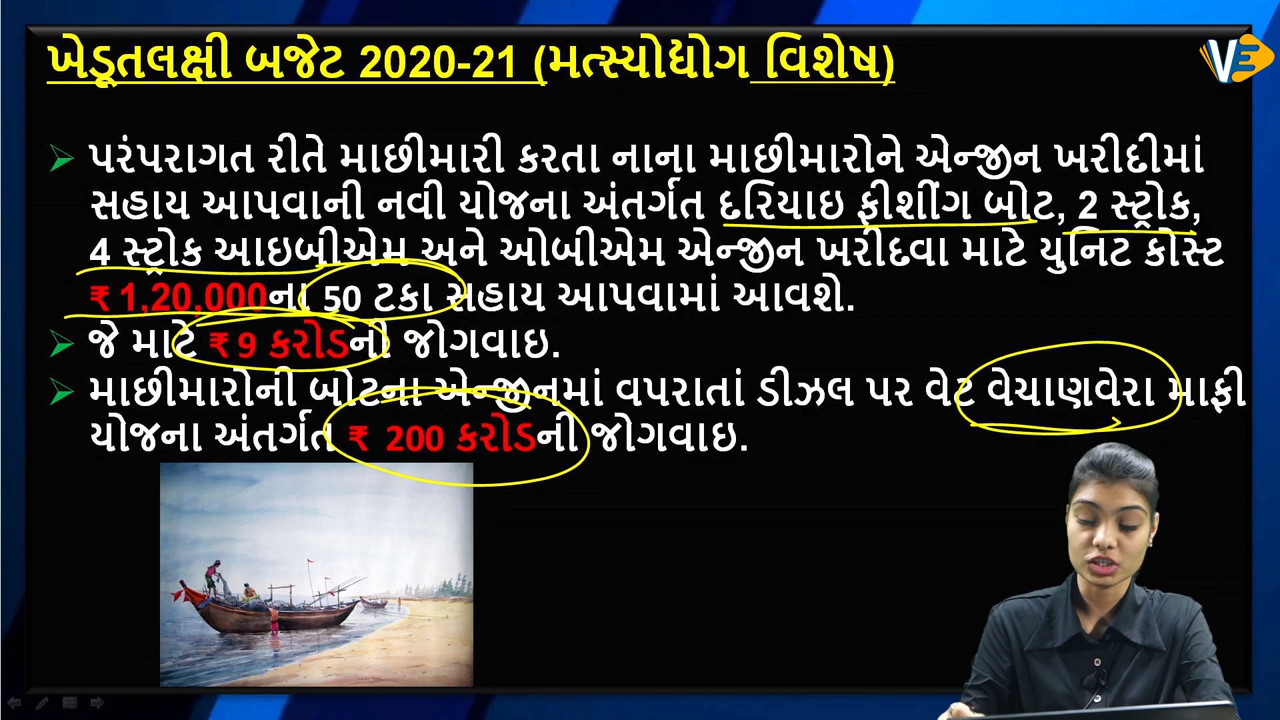 ખેડૂતલક્ષી બજેટ 2020-21 (મત્સ્યોદ્યોગ વિશેષ)
VE
પરંપરાગત રીતે માછીમારી કરતા નાના માછીમારોને એન્જીન ખરીદીમાં
સહાય આપવાની નવી યોજના અંતર્ગત દરિયાઇ ફીશીંગ બોટ, 2 સ્ટ્રોક,
4 સ્ટ્રોક આઇબીએમ અને ઓબીએમ એન્જીન ખરીદવા માટે યુનિટ કોસ્ટ
₹ 1,20,000ના 50 ટકા સહાય આપવામાં આવશે.
જે માટે ₹ 9 કરોડની જોગવાઇ.
માછીમારોની બોટના એન્જીનમાં વપરાતાં ડીઝલ પર વેટ વેચાણવેરા માફી
યોજના અંતર્ગત ₹ 200 કરોડની જોગવાઇ.